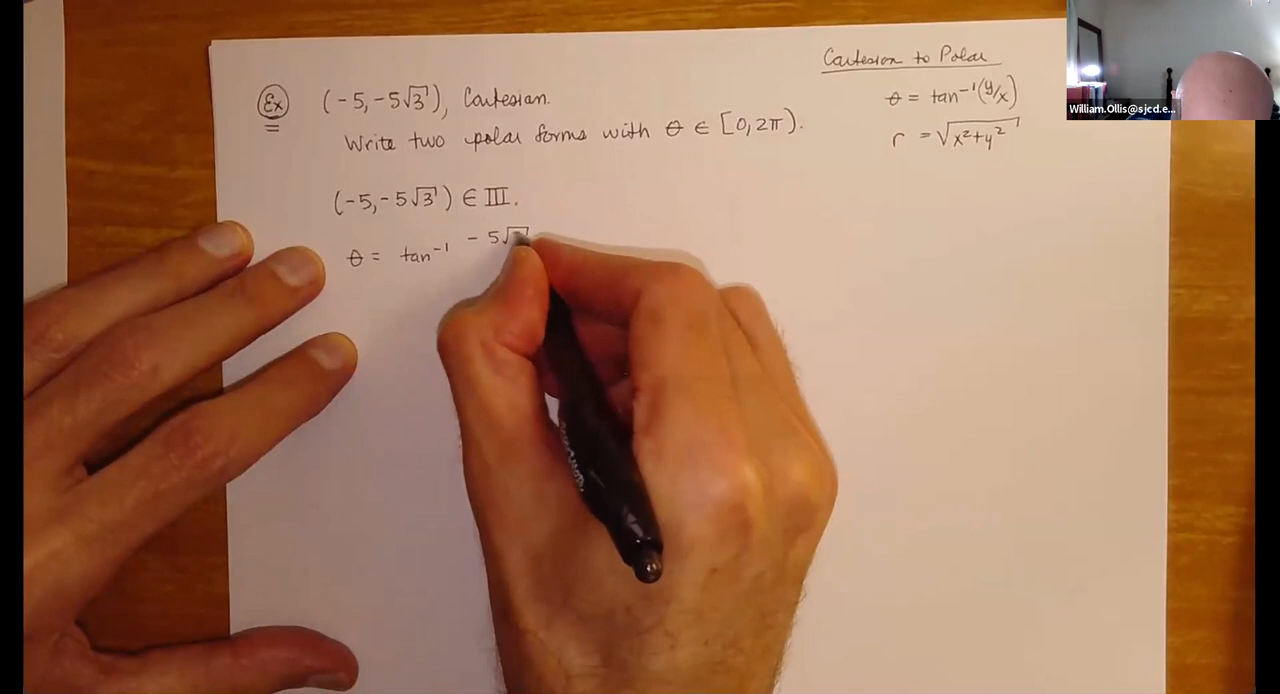 Cartesian to Polar
θ = tan⁻¹(y/x)
r = √x²+y²
William.Ollis@sjcd.e...
Ex (-5, -5√3), Cartesian.
Write two polar forms with θ ∈ [0, 2π).
(-5, -5√3) ∈ III.
θ = tan⁻¹ -5√